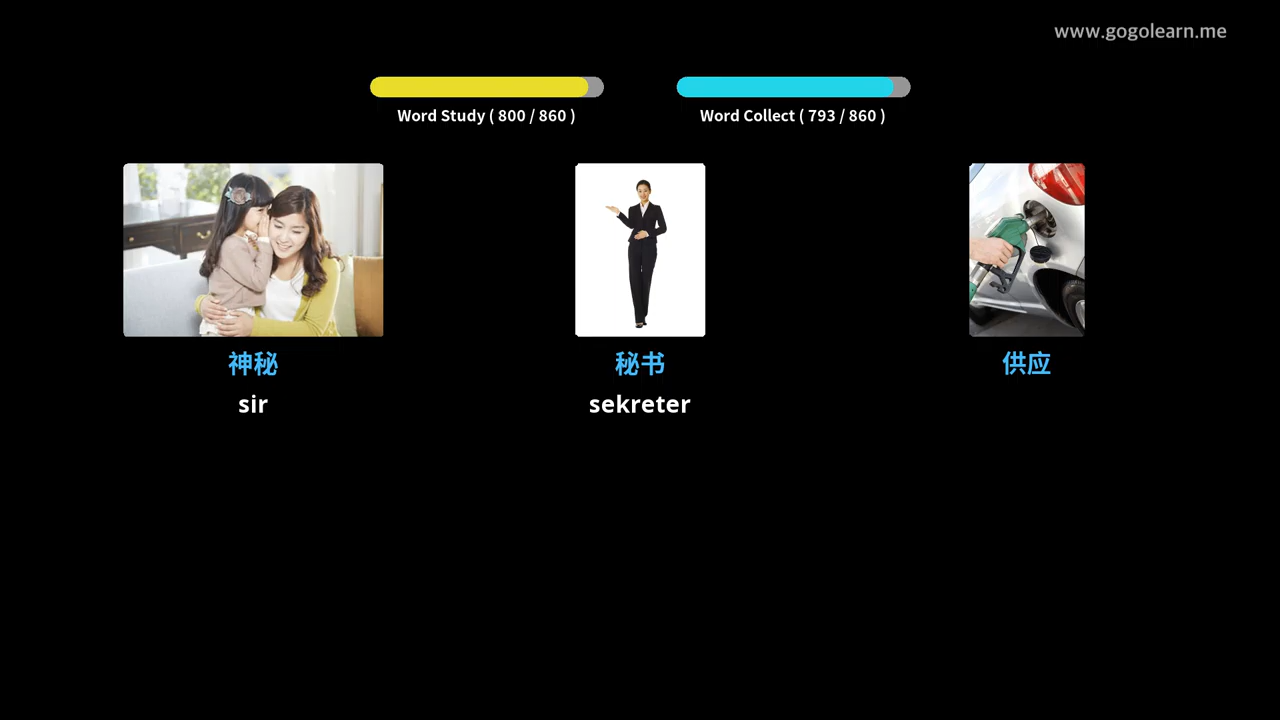 www.gogolearn.me
Word Study ( 800 / 860 )
Word Collect ( 793 / 860 )
神秘
秘书
供应
sir
sekreter